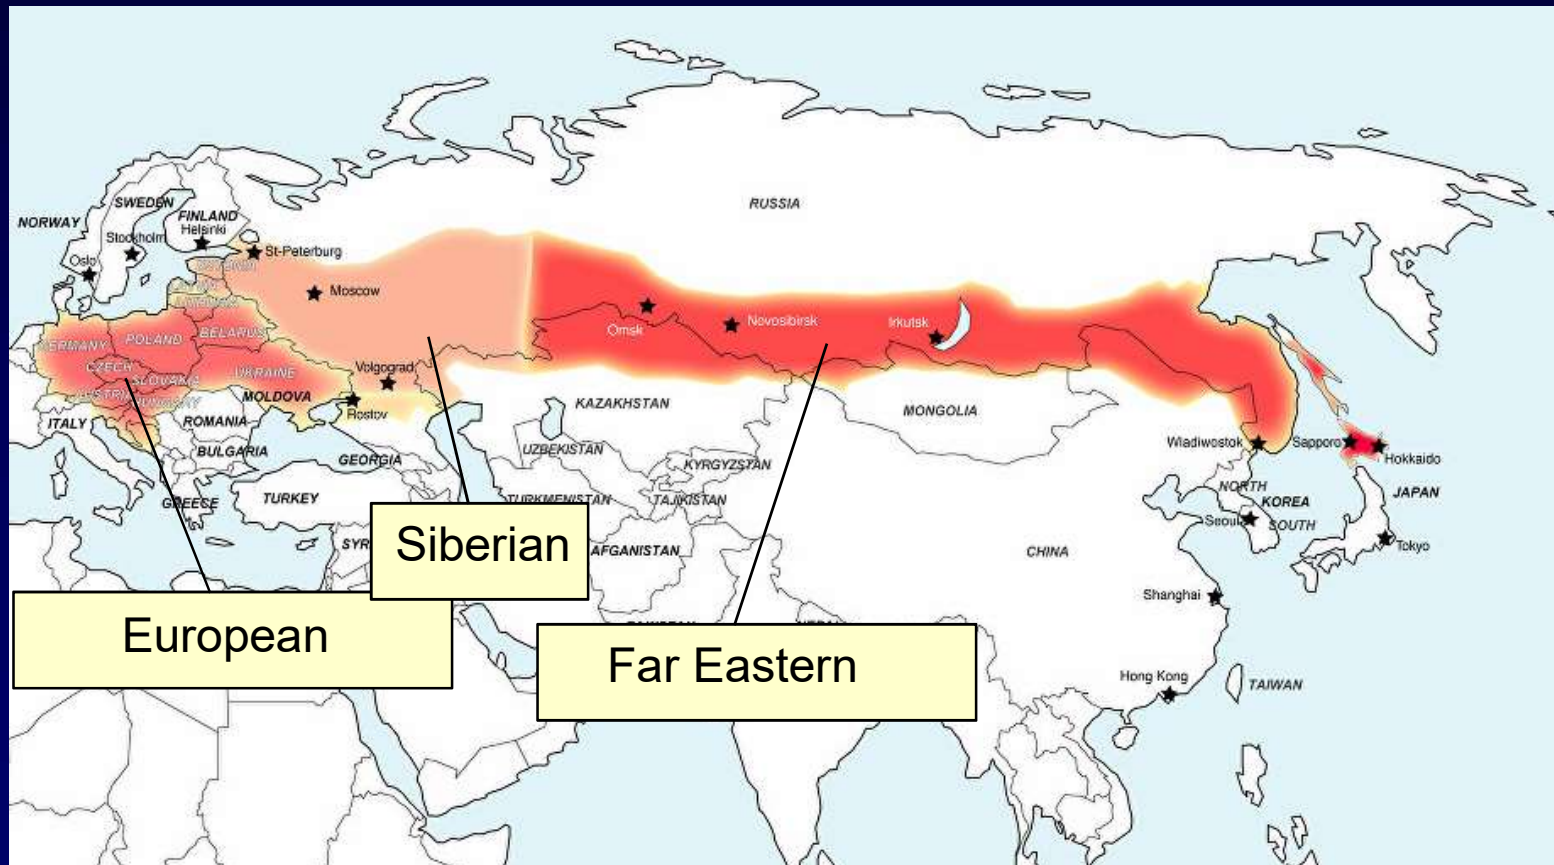 RUSSIA
SWEDEN
NORWAY
FINLAND
Helsinki
Stockholm
St-Peterburg
Oslo
ESTONIA
Moscow
Omsk
Novosibirsk
Irkutsk
BELARUS
GERMANY
POLAND
CZECH
SLOVAKIA
UKRAINE
Volgograd
MOLDOVA
Rostov
KAZAKHSTAN
MONGOLIA
ITALY
ROMANIA
BULGARIA
GEORGIA
UZBEKISTAN
KYRGYZSTAN
Wladiwostok
Sapporo
Hokkaido
GREECE
TURKEY
TURKMENISTAN
TAJIKISTAN
NORTH
KOREA
JAPAN
Seoul
SOUTH
AFGANISTAN
CHINA
Tokyo
Siberian
Shanghai
European
Far Eastern
Hong Kong
TAIWAN